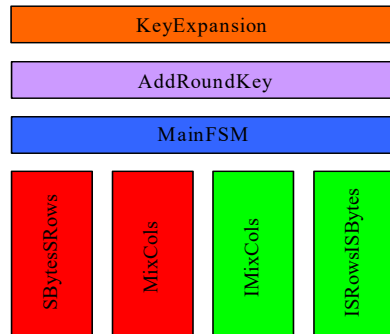 KeyExpansion
AddRoundKey
MainFSM
SBytesSRows
MixCols
IMixCols
ISRowsISBytes